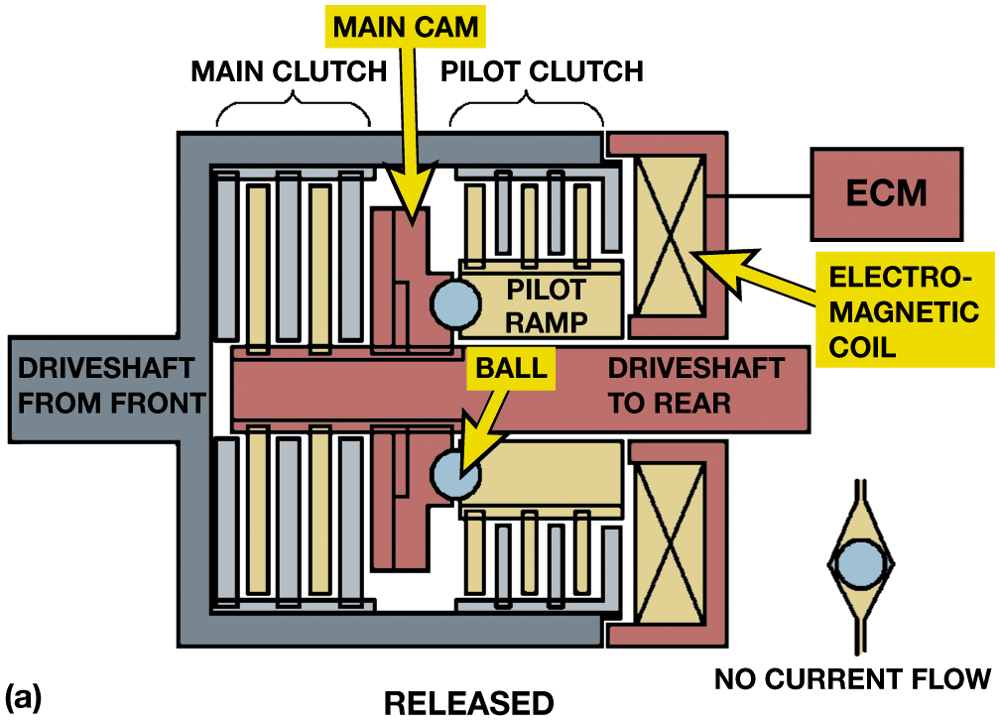 MAIN CAM
MAIN CLUTCH
PILOT CLUTCH
ECM
ELECTRO-
MAGNETIC
COIL
PILOT
RAMP
DRIVESHAFT
FROM FRONT
BALL
DRIVESHAFT
TO REAR
NO CURRENT FLOW
(a)
RELEASED